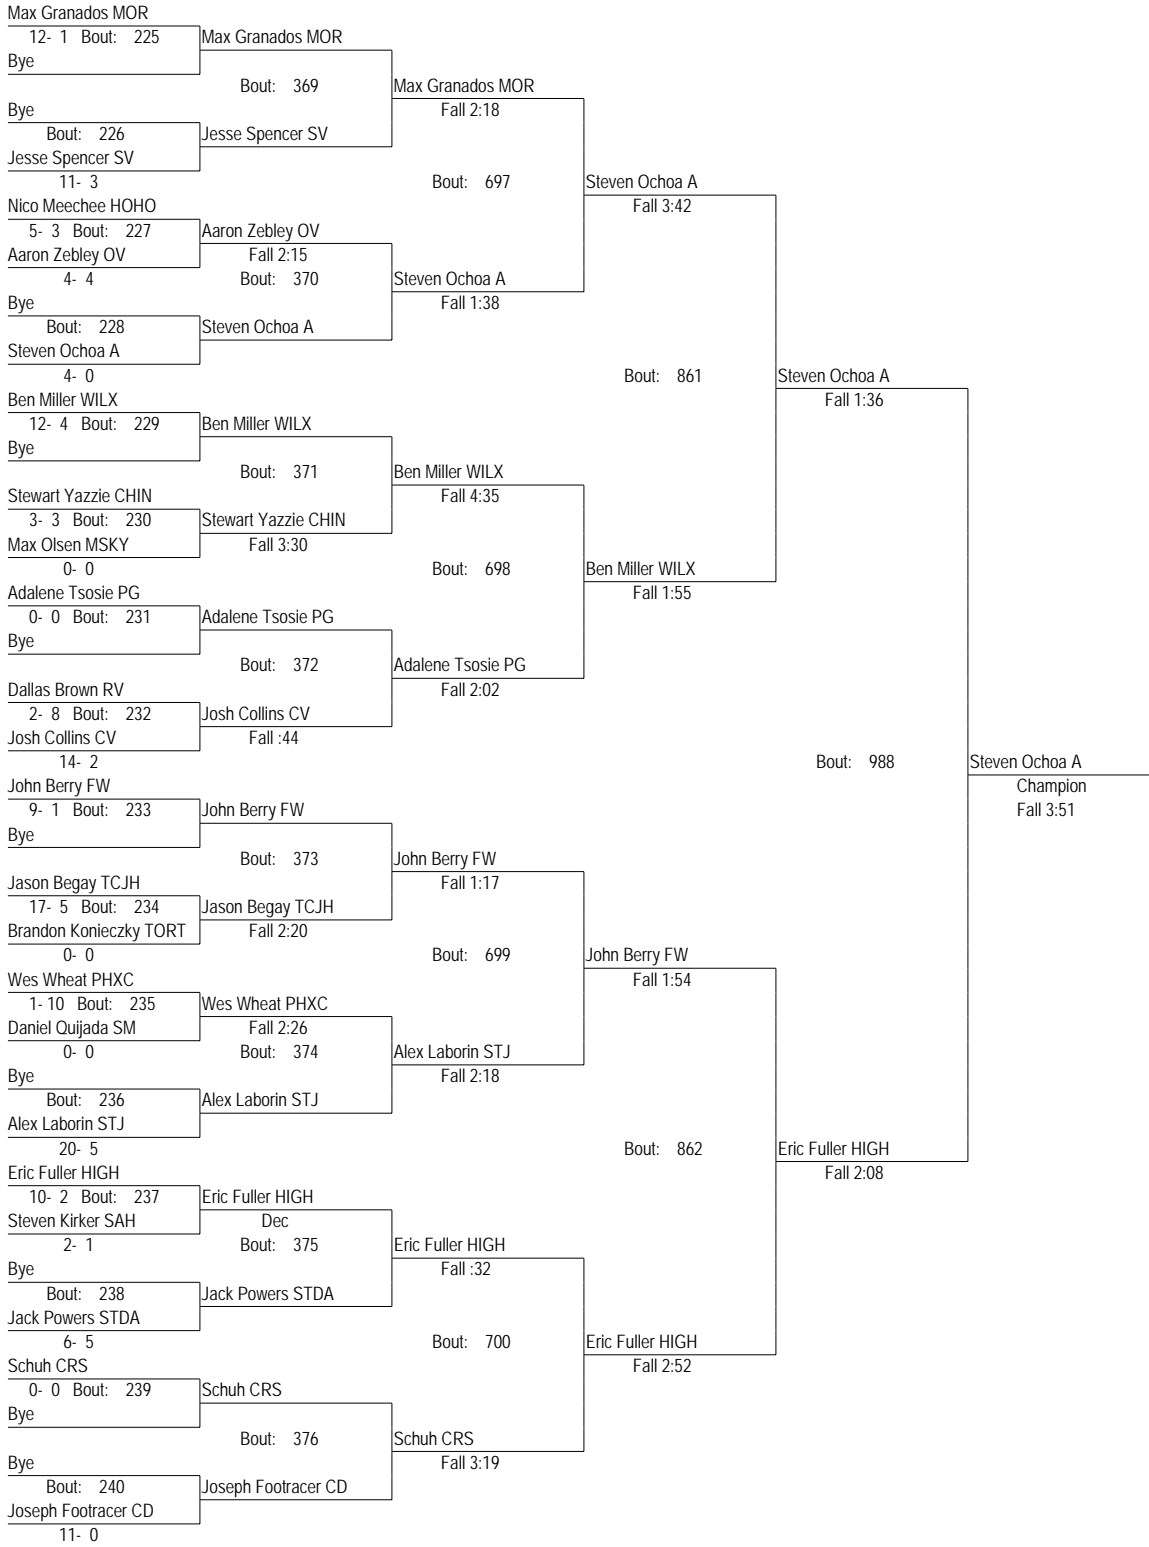 Max Granados MOR
12- 1 Bout: 225 Max Granados MOR
Bye
Bout: 369 Max Granados MOR
Bye Fall 2:18
Bout: 226 Jesse Spencer SV
Jesse Spencer SV
11- 3 Bout: 697 Steven Ochoa A
Nico Meechee HOHO Fall 3:42
5- 3 Bout: 227 Aaron Zebley OV
Aaron Zebley OV Fall 2:15
4- 4 Bout: 370 Steven Ochoa A
Bye Fall 1:38
Bout: 228 Steven Ochoa A
Steven Ochoa A
4- 0 Bout: 861 Steven Ochoa A
Ben Miller WILX Fall 1:36
12- 4 Bout: 229 Ben Miller WILX
Bye
Bout: 371 Ben Miller WILX
Stewart Yazzie CHIN Fall 4:35
3- 3 Bout: 230 Stewart Yazzie CHIN
Max Olsen MSKY Fall 3:30
0- 0 Bout: 698 Ben Miller WILX
Adalene Tsosie PG Fall 1:55
0- 0 Bout: 231 Adalene Tsosie PG
Bye
Bout: 372 Adalene Tsosie PG
Dallas Brown RV Fall 2:02
2- 8 Bout: 232 Josh Collins CV
Josh Collins CV Fall :44
14- 2 Bout: 988 Steven Ochoa A
John Berry FW Champion
9- 1 Bout: 233 John Berry FW Fall 3:51
Bye
Bout: 373 John Berry FW
Jason Begay TCJH Fall 1:17
17- 5 Bout: 234 Jason Begay TCJH
Brandon Konieczky TORT Fall 2:20
0- 0 Bout: 699 John Berry FW
Wes Wheat PHXC Fall 1:54
1- 10 Bout: 235 Wes Wheat PHXC
Daniel Quijada SM Fall 2:26
0- 0 Bout: 374 Alex Laborin STJ
Bye Fall 2:18
Bout: 236 Alex Laborin STJ
Alex Laborin STJ
20- 5 Bout: 862 Eric Fuller HIGH
Eric Fuller HIGH Fall 2:08
10- 2 Bout: 237 Eric Fuller HIGH
Steven Kirker SAH Dec
2- 1 Bout: 375 Eric Fuller HIGH
Bye Fall :32
Bout: 238 Jack Powers STDA
Jack Powers STDA
6- 5 Bout: 700 Eric Fuller HIGH
Schuh CRS Fall 2:52
0- 0 Bout: 239 Schuh CRS
Bye
Bout: 376 Schuh CRS
Bye Fall 3:19
Bout: 240 Joseph Footracer CD
Joseph Footracer CD
11- 0